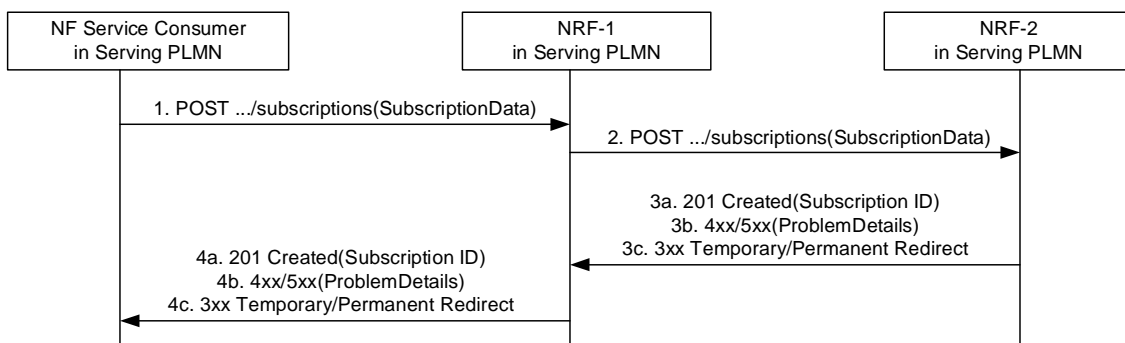 NF Service Consumer
in Serving PLMN
NRF-1
in Serving PLMN
NRF-2
in Serving PLMN
1. POST .../subscriptions(SubscriptionData)
2. POST .../subscriptions(SubscriptionData)
3a. 201 Created(Subscription ID)
3b. 4xx/5xx(ProblemDetails)
3c. 3xx Temporary/Permanent Redirect
4a. 201 Created(Subscription ID)
4b. 4xx/5xx(ProblemDetails)
4c. 3xx Temporary/Permanent Redirect